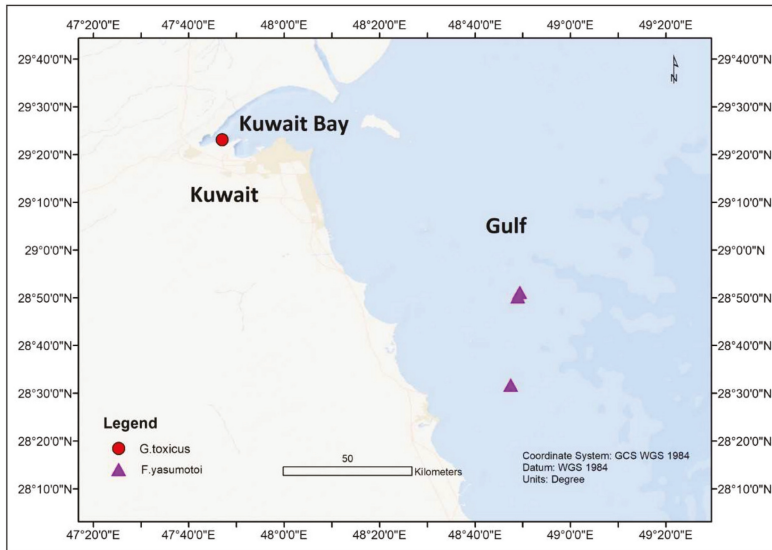 47°20'0"E 47°40'0"E 48°0'0"E 48°20'0"E 48°40'0"E 49°0'0"E 49°20'0"E
29°40'0"N 29°40'0"N
N
29°30'0"N 29°30'0"N
Kuwait Bay
29°20'0"N 29°20'0"N
Kuwait
29°10'0"N 29°10'0"N
Gulf
29°0'0"N 29°0'0"N
28°50'0"N 28°50'0"N
28°40'0"N 28°40'0"N
28°30'0"N 28°30'0"N
Legend
G.toxicus
F.yasumotoi
50
Kilometers
Coordinate System: GCS WGS 1984
Datum: WGS 1984
Units: Degree
28°20'0"N 28°20'0"N
28°10'0"N 28°10'0"N
47°20'0"E 47°40'0"E 48°0'0"E 48°20'0"E 48°40'0"E 49°0'0"E 49°20'0"E